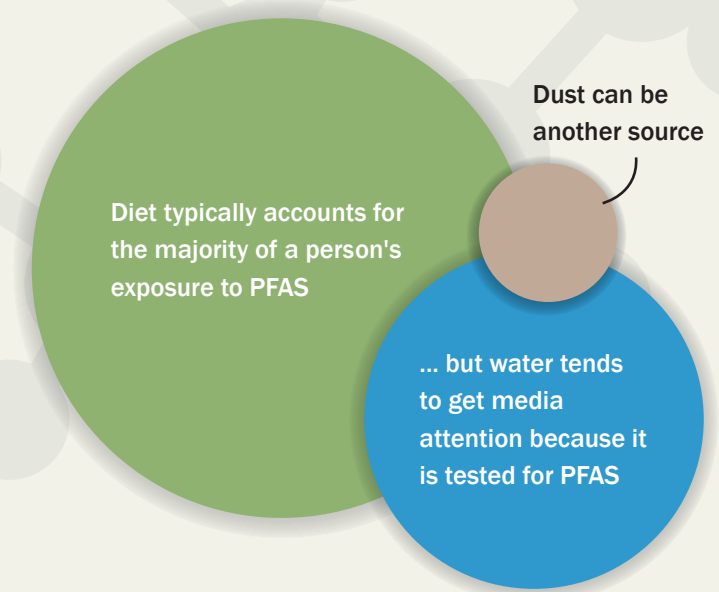 Dust can be
another source
Diet typically accounts for
the majority of a person's
exposure to PFAS
... but water tends
to get media
attention because it
is tested for PFAS